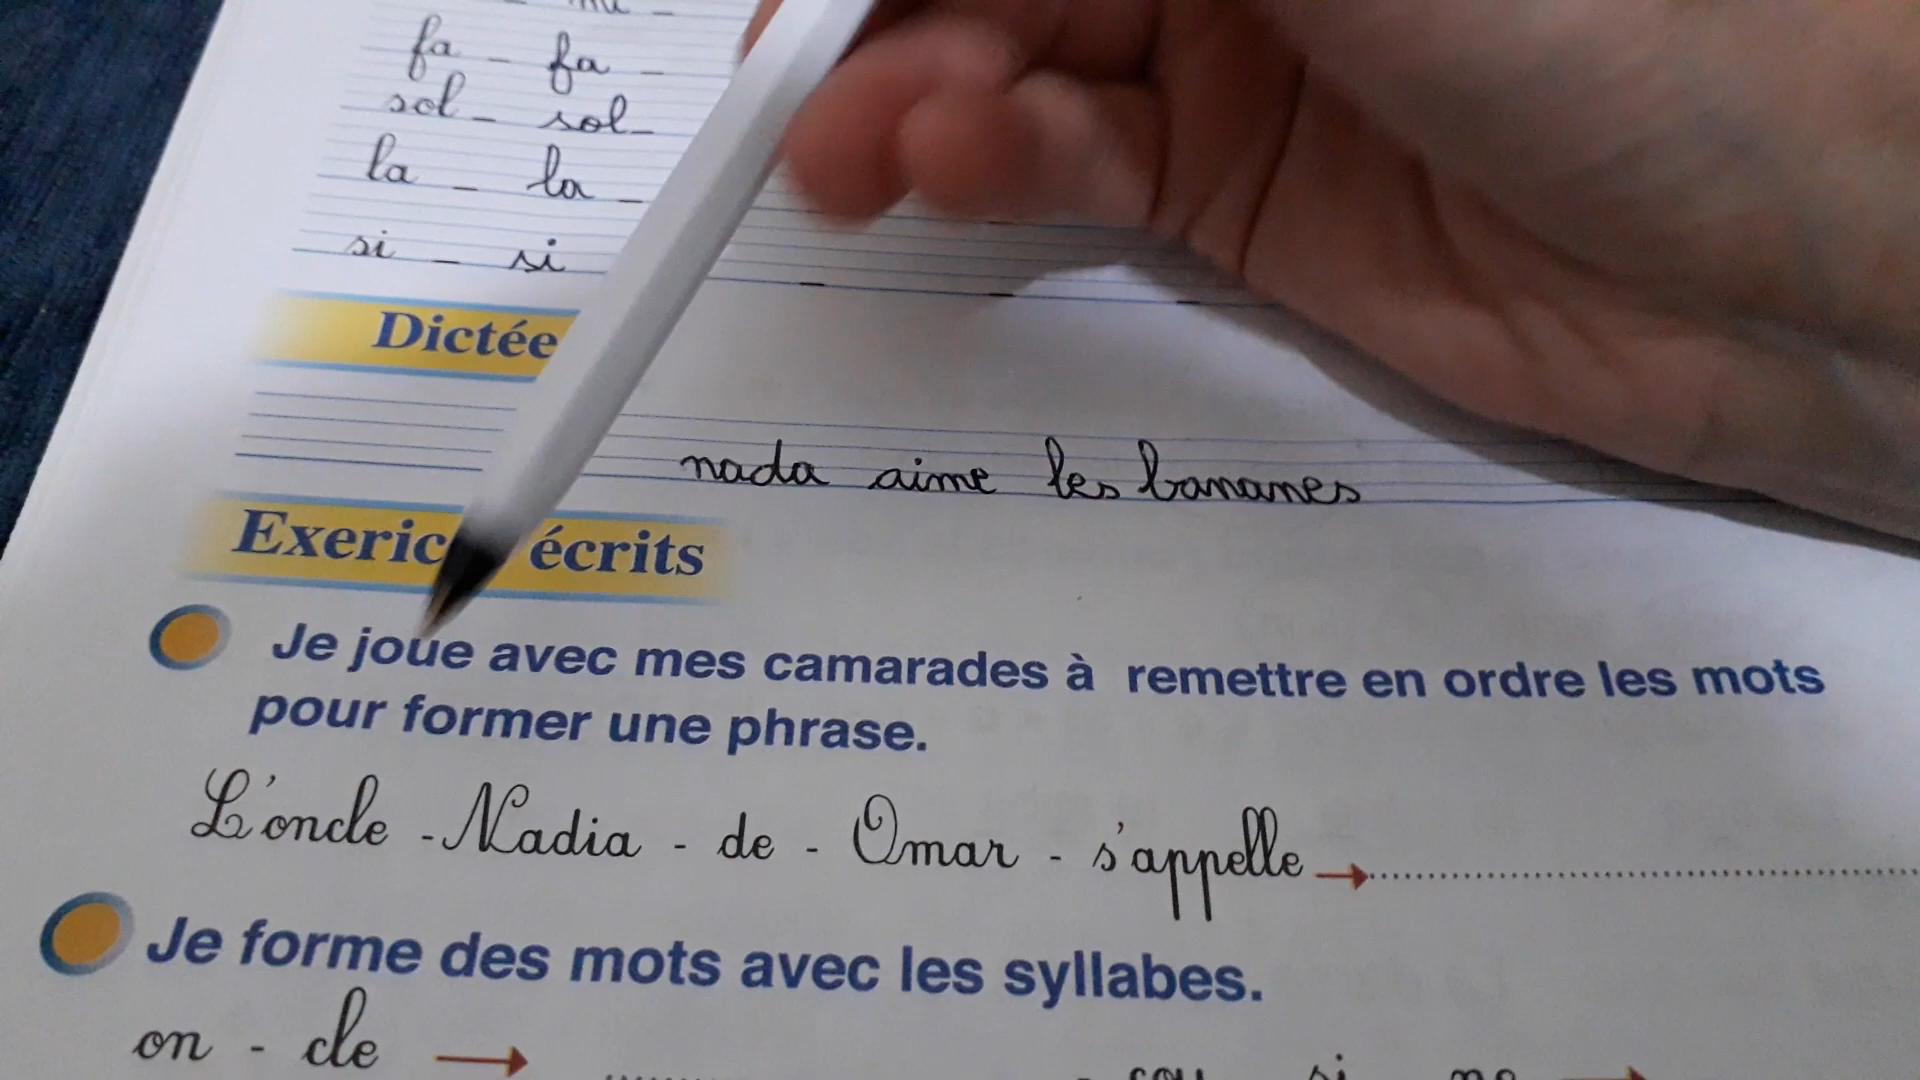 fa - fa -
sol - sol -
la - la -
si - si
Dictée
nada aime les bananes
Exeric écrits
Je joue avec mes camarades à remettre en ordre les mots
pour former une phrase.
L'oncle - Nadia - de - Omar - s'appelle
Je forme des mots avec les syllabes.
on - cle